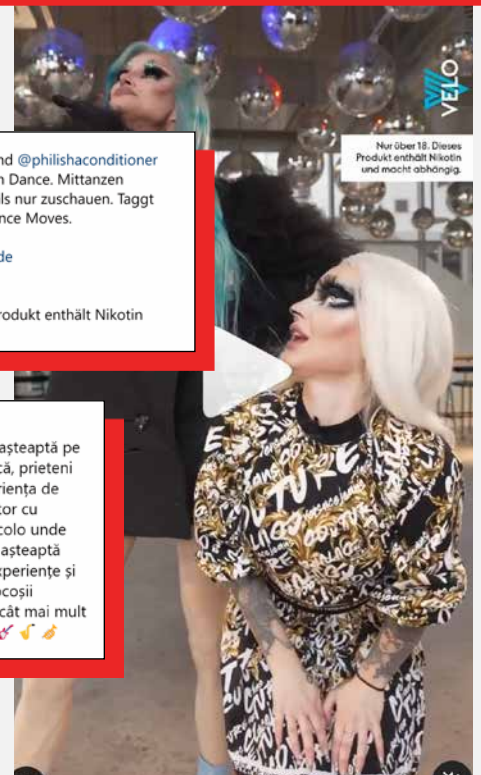 VELO
Nur über 18. Dieses
Produkt enthält Nikotin
und macht abhängig.
nd @philishaconditioner
n Dance. Mittanzen
ls nur zuschauen. Taggt
nce Moves.
de
rodukt enthält Nikotin
așteaptă pe
că, prieteni
riența de
tor cu
colo unde
așteaptă
xperiențe și
ocoșii
cât mai mult
COUTURE